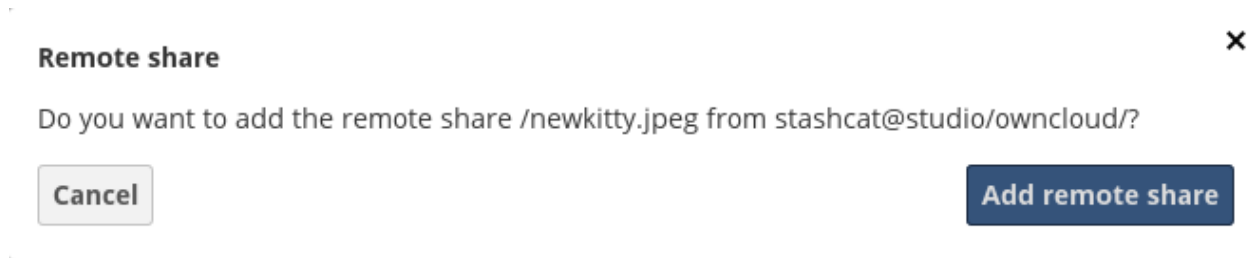 Remote share
Do you want to add the remote share /newkitty.jpeg from stashcat@studio/owncloud/?
Cancel
Add remote share